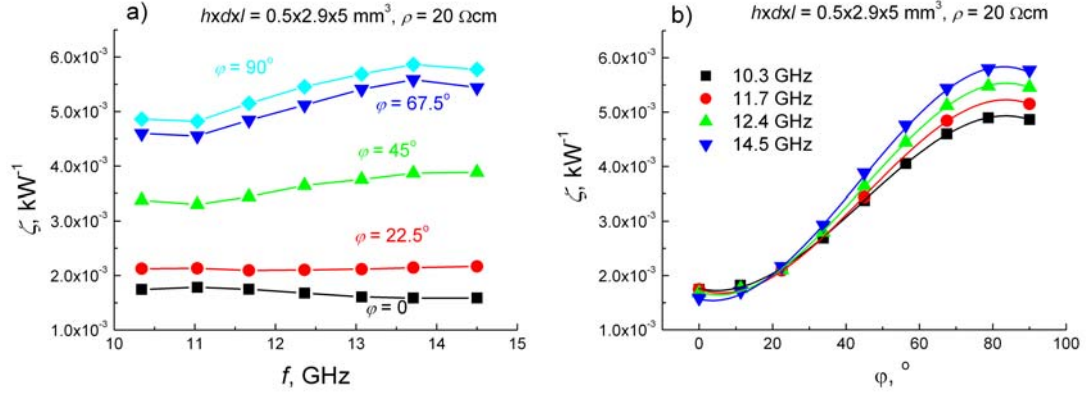 a)
hxdxl = 0.5x2.9x5 mm³, ρ = 20 Ωcm
6.0x10⁻³
5.0x10⁻³
4.0x10⁻³
3.0x10⁻³
2.0x10⁻³
1.0x10⁻³
ζ, kW⁻¹
φ = 90°
φ = 67.5°
φ = 45°
φ = 22.5°
φ = 0
10 11 12 13 14 15
f, GHz
b)
hxdxl = 0.5x2.9x5 mm³, ρ = 20 Ωcm
6.0x10⁻³
5.0x10⁻³
4.0x10⁻³
3.0x10⁻³
2.0x10⁻³
1.0x10⁻³
ζ, kW⁻¹
10.3 GHz
11.7 GHz
12.4 GHz
14.5 GHz
0 20 40 60 80 100
φ, °